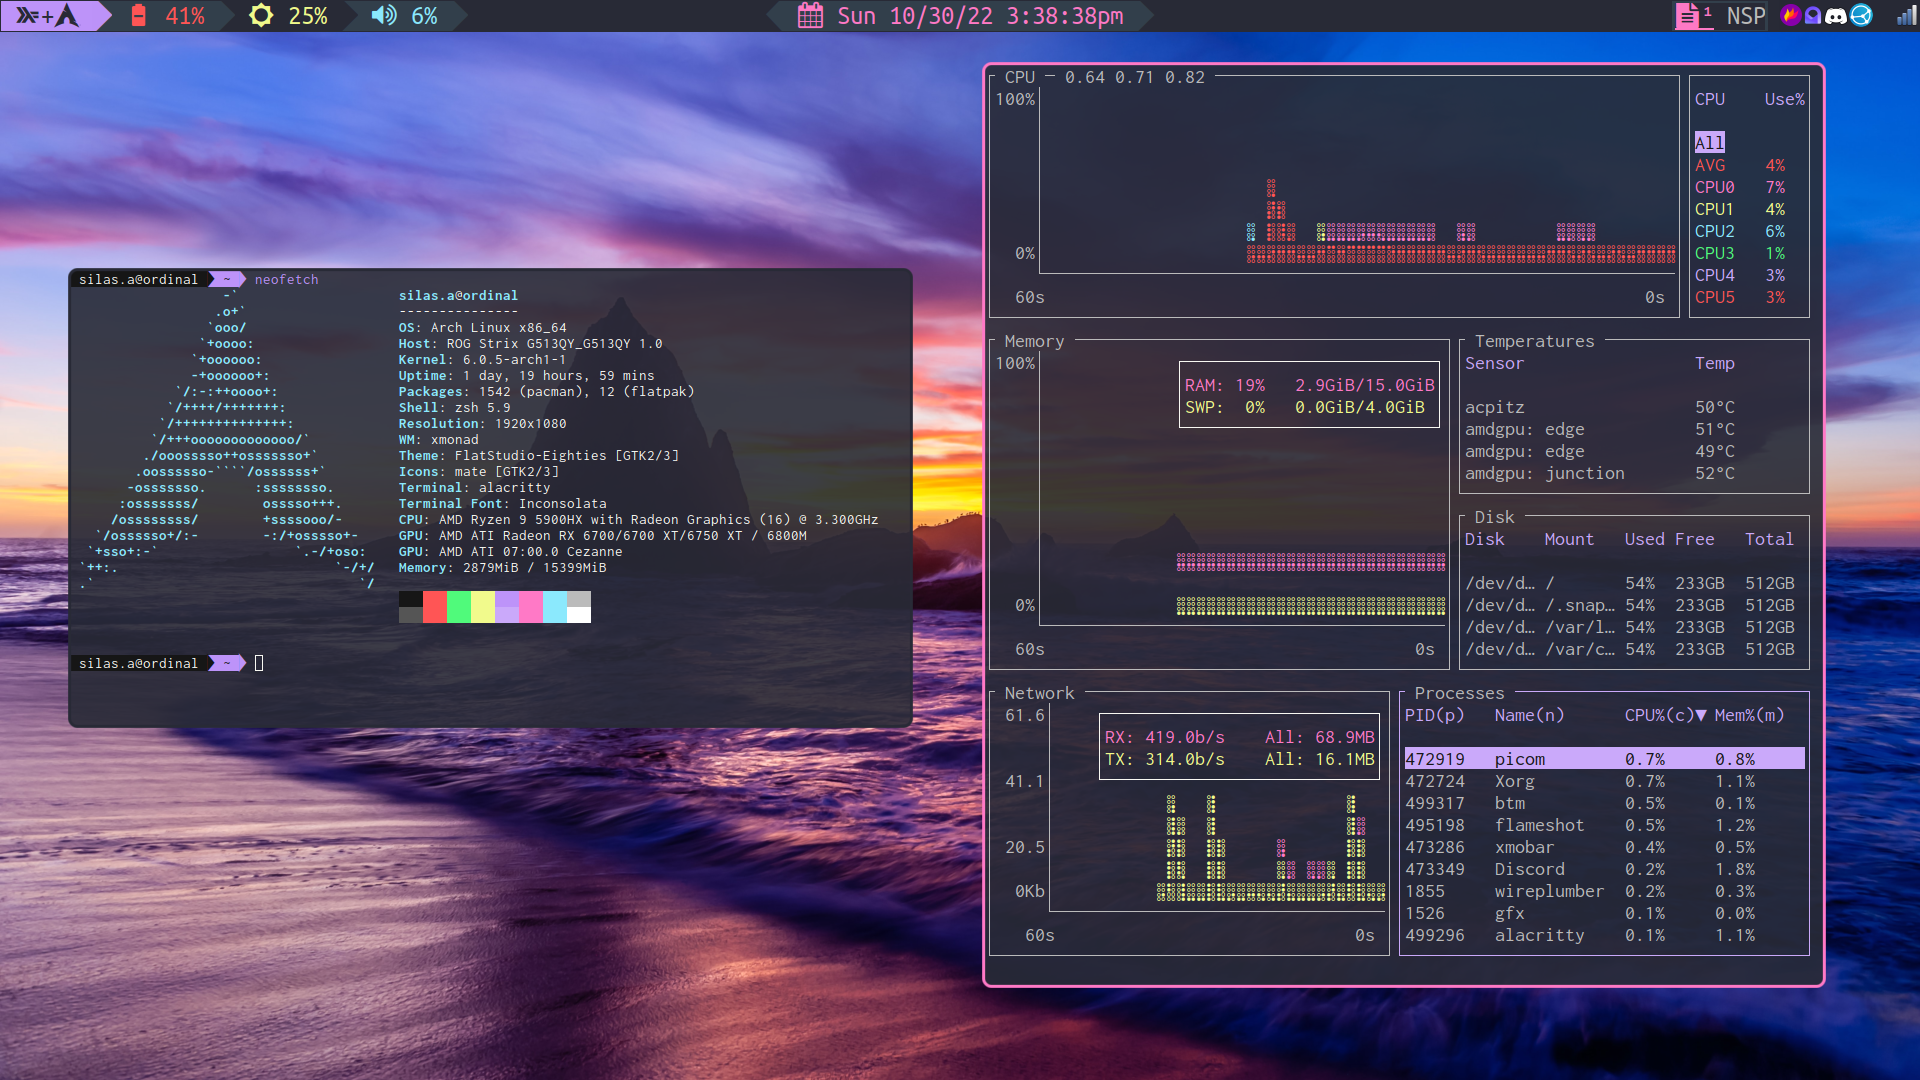 + 41% 25% 6% Sun 10/30/22 3:38:38pm 1 NSP
silas.a@ordinal ~ neofetch
silas.a@ordinal
---------------
OS: Arch Linux x86_64
Host: ROG Strix G513QY_G513QY 1.0
Kernel: 6.0.5-arch1-1
Uptime: 1 day, 19 hours, 59 mins
Packages: 1542 (pacman), 12 (flatpak)
Shell: zsh 5.9
Resolution: 1920x1080
WM: xmonad
Theme: FlatStudio-Eighties [GTK2/3]
Icons: mate [GTK2/3]
Terminal: alacritty
Terminal Font: Inconsolata
CPU: AMD Ryzen 9 5900HX with Radeon Graphics (16) @ 3.300GHz
GPU: AMD ATI Radeon RX 6700/6700 XT/6750 XT / 6800M
GPU: AMD ATI 07:00.0 Cezanne
Memory: 2879MiB / 15399MiB
silas.a@ordinal ~
CPU — 0.64 0.71 0.82
100%
0%
60s 0s
CPU Use%
All
AVG 4%
CPU0 7%
CPU1 4%
CPU2 6%
CPU3 1%
CPU4 3%
CPU5 3%
Memory
100%
RAM: 19% 2.9GiB/15.0GiB
SWP: 0% 0.0GiB/4.0GiB
0%
60s 0s
Temperatures
Sensor Temp
acpitz 50°C
amdgpu: edge 51°C
amdgpu: edge 49°C
amdgpu: junction 52°C
Disk
Disk Mount Used Free Total
/dev/d… / 54% 233GB 512GB
/dev/d… /.snap… 54% 233GB 512GB
/dev/d… /var/l… 54% 233GB 512GB
/dev/d… /var/c… 54% 233GB 512GB
Network
61.6
RX: 419.0b/s All: 68.9MB
TX: 314.0b/s All: 16.1MB
41.1
20.5
0Kb
60s 0s
Processes
PID(p) Name(n) CPU%(c)▼ Mem%(m)
472919 picom 0.7% 0.8%
472724 Xorg 0.7% 1.1%
499317 btm 0.5% 0.1%
495198 flameshot 0.5% 1.2%
473286 xmobar 0.4% 0.5%
473349 Discord 0.2% 1.8%
1855 wireplumber 0.2% 0.3%
1526 gfx 0.1% 0.0%
499296 alacritty 0.1% 1.1%